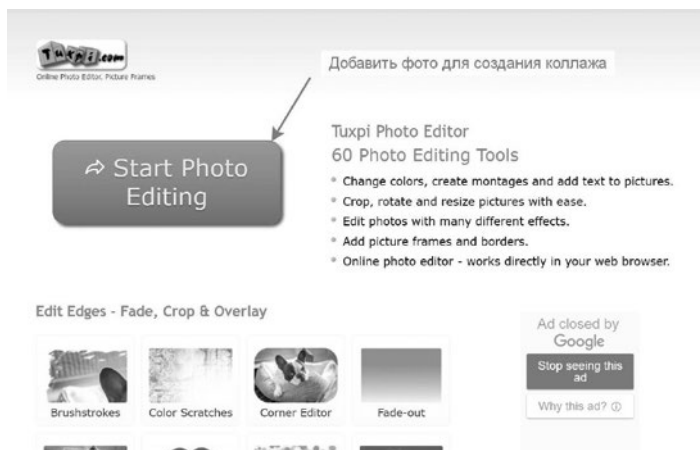 Tuxpi.com
Online Photo Editor, Picture Frames
Добавить фото для создания коллажа
Start Photo
Editing
Tuxpi Photo Editor
60 Photo Editing Tools
Change colors, create montages and add text to pictures.
Crop, rotate and resize pictures with ease.
Edit photos with many different effects.
Add picture frames and borders.
Online photo editor - works directly in your web browser.
Edit Edges - Fade, Crop & Overlay
Brushstrokes
Color Scratches
Corner Editor
Fade-out
Ad closed by
Google
Stop seeing this
ad
Why this ad?